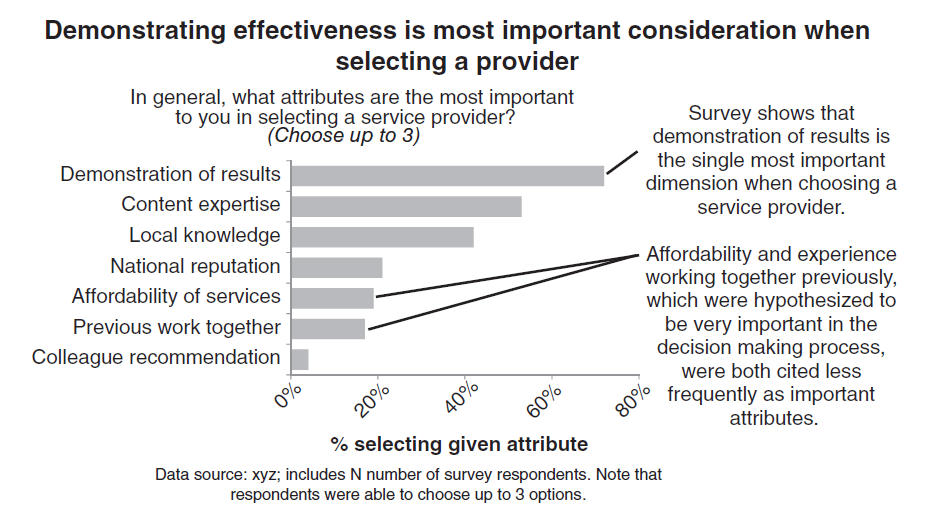 Demonstrating effectiveness is most important consideration when
selecting a provider
In general, what attributes are the most important
to you in selecting a service provider?
(Choose up to 3)
Demonstration of results
Content expertise
Local knowledge
National reputation
Affordability of services
Previous work together
Colleague recommendation
0%
20%
40%
60%
80%
% selecting given attribute
Survey shows that
demonstration of results is
the single most important
dimension when choosing a
service provider.
Affordability and experience
working together previously,
which were hypothesized to
be very important in the
decision making process,
were both cited less
frequently as important
attributes.
Data source: xyz; includes N number of survey respondents. Note that
respondents were able to choose up to 3 options.